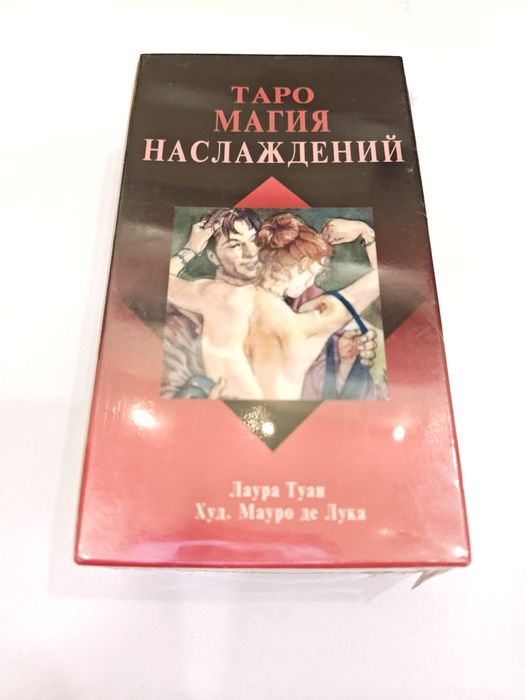 ТАРО
МАГИЯ
НАСЛАЖДЕНИЙ
Лаура Туан
Худ. Мауро де Лука